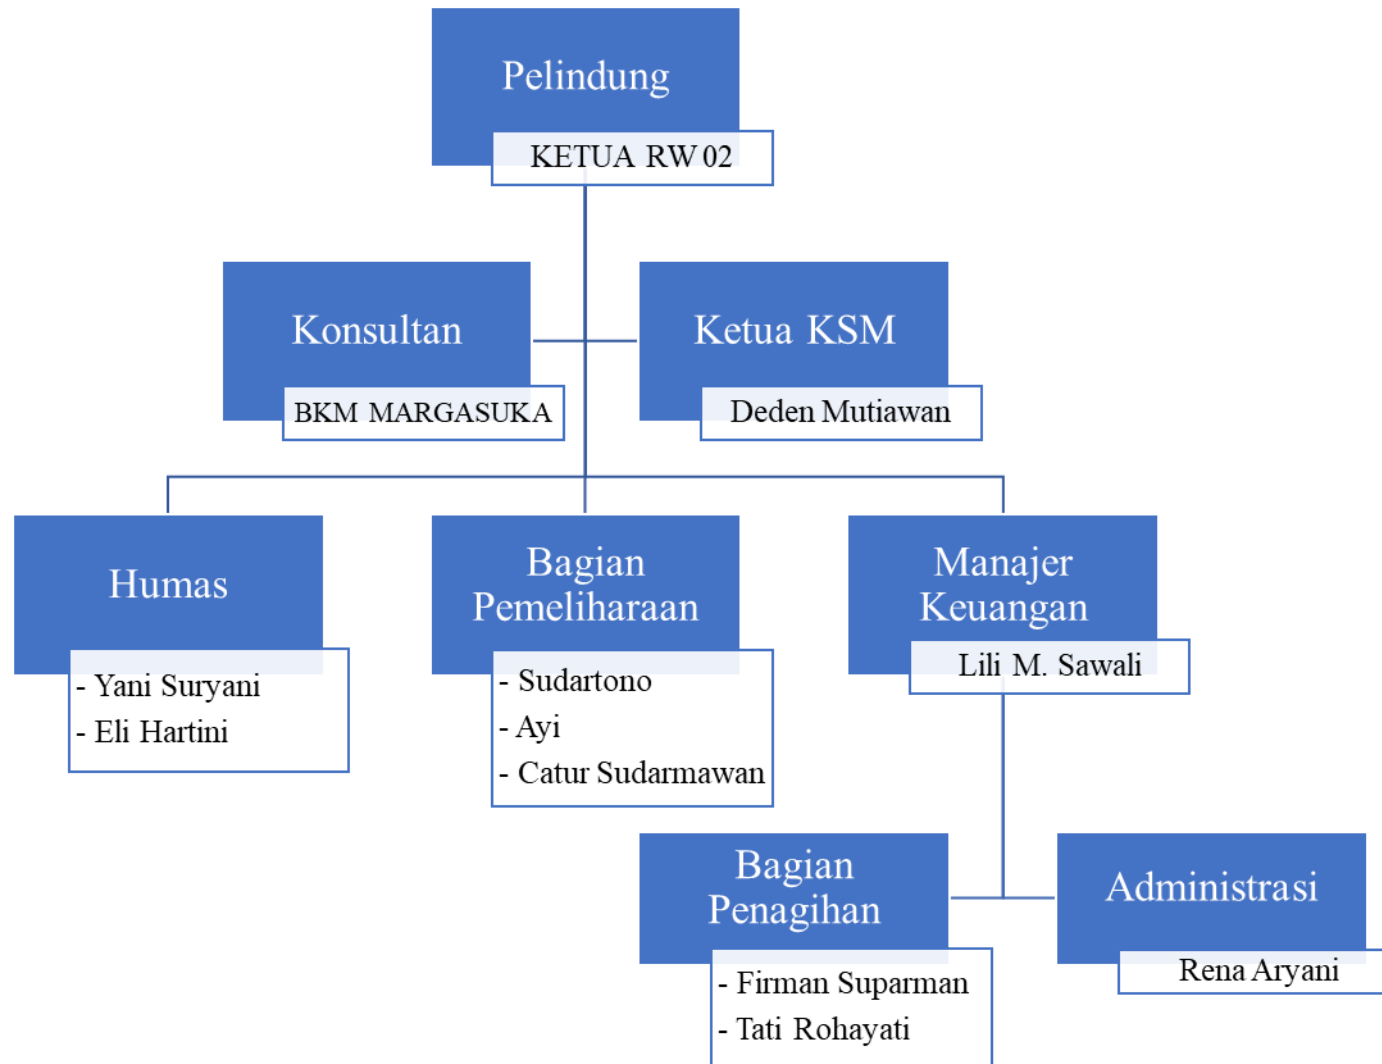 Pelindung
KETUA RW 02
Konsultan
BKM MARGASUKA
Ketua KSM
Deden Mutiawan
Humas
- Yani Suryani
- Eli Hartini
Bagian
Pemeliharaan
- Sudartono
- Ayi
- Catur Sudarmawan
Manajer
Keuangan
Lili M. Sawali
Bagian
Penagihan
- Firman Suparman
- Tati Rohayati
Administrasi
Rena Aryani